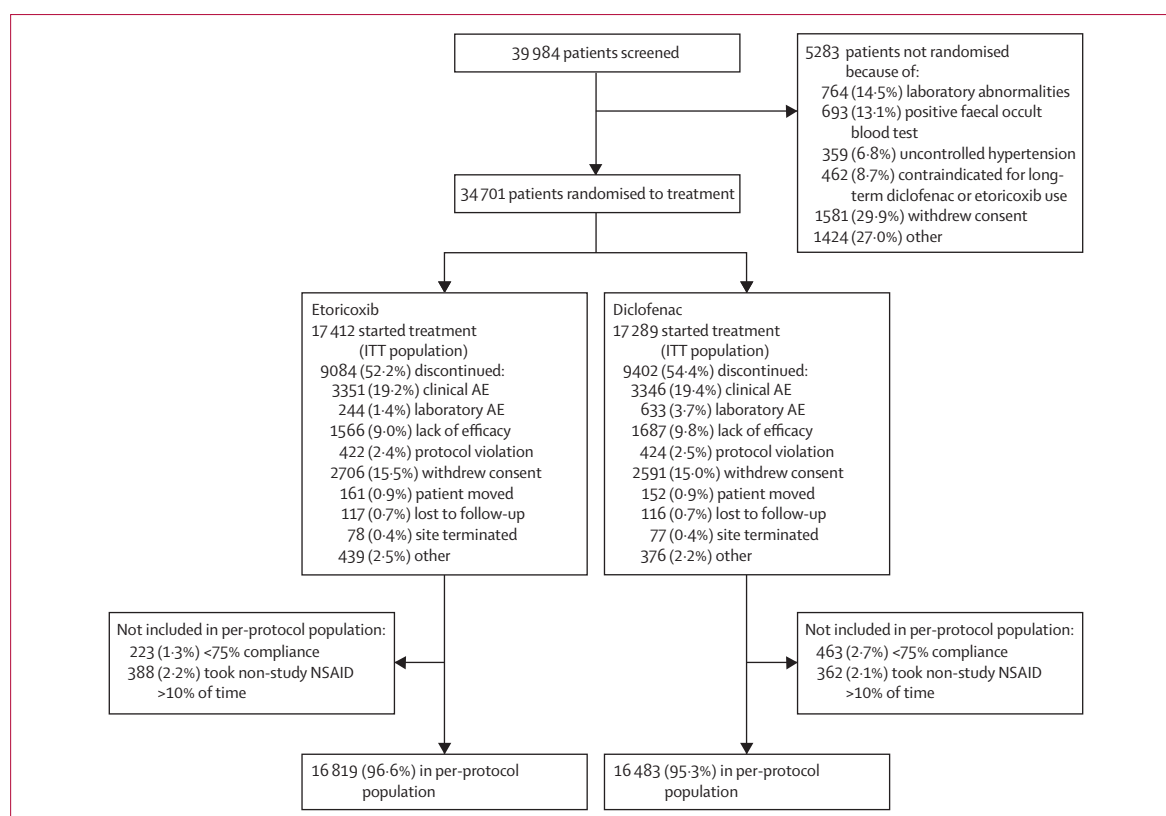 39 984 patients screened
5283 patients not randomised
because of:
764 (14·5%) laboratory abnormalities
693 (13·1%) positive faecal occult
blood test
359 (6·8%) uncontrolled hypertension
462 (8·7%) contraindicated for long-
term diclofenac or etoricoxib use
1581 (29·9%) withdrew consent
1424 (27·0%) other
34 701 patients randomised to treatment
Etoricoxib
17 412 started treatment
(ITT population)
9084 (52·2%) discontinued:
3351 (19·2%) clinical AE
244 (1·4%) laboratory AE
1566 (9·0%) lack of efficacy
422 (2·4%) protocol violation
2706 (15·5%) withdrew consent
161 (0·9%) patient moved
117 (0·7%) lost to follow-up
78 (0·4%) site terminated
439 (2·5%) other
Diclofenac
17 289 started treatment
(ITT population)
9402 (54·4%) discontinued:
3346 (19·4%) clinical AE
633 (3·7%) laboratory AE
1687 (9·8%) lack of efficacy
424 (2·5%) protocol violation
2591 (15·0%) withdrew consent
152 (0·9%) patient moved
116 (0·7%) lost to follow-up
77 (0·4%) site terminated
376 (2·2%) other
Not included in per-protocol population:
223 (1·3%) <75% compliance
388 (2·2%) took non-study NSAID
>10% of time
Not included in per-protocol population:
463 (2·7%) <75% compliance
362 (2·1%) took non-study NSAID
>10% of time
16 819 (96·6%) in per-protocol
population
16 483 (95·3%) in per-protocol
population